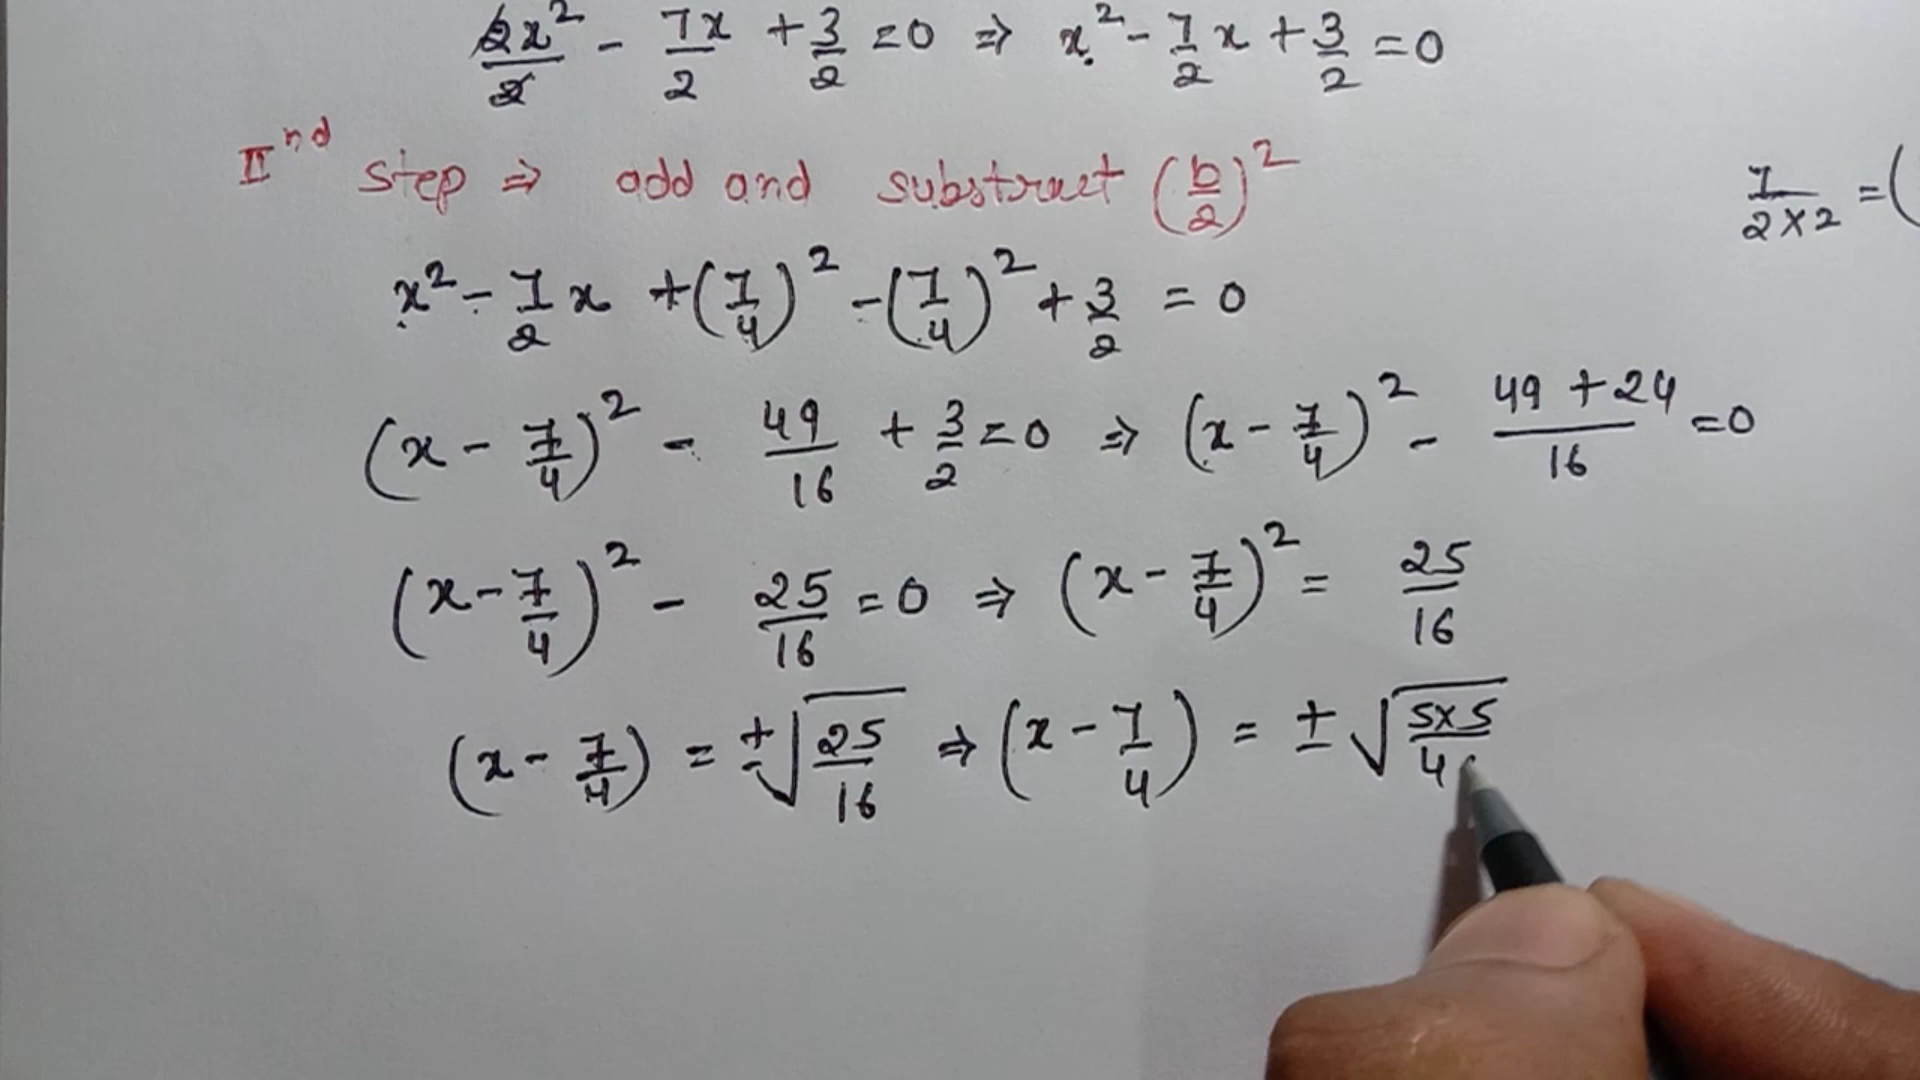 2x²/2 - 7x/2 + 3/2 = 0 ⇒ x² - 7/2 x + 3/2 = 0
IInd step ⇒ add and substract (b/2)²
7/2×2 = (
x² - 7/2 x + (7/4)² - (7/4)² + 3/2 = 0
(x - 7/4)² - 49/16 + 3/2 = 0 ⇒ (x - 7/4)² - 49 + 24/16 = 0
(x - 7/4)² - 25/16 = 0 ⇒ (x - 7/4)² = 25/16
(x - 7/4) = ±√25/16 ⇒ (x - 7/4) = ± √5×5/4